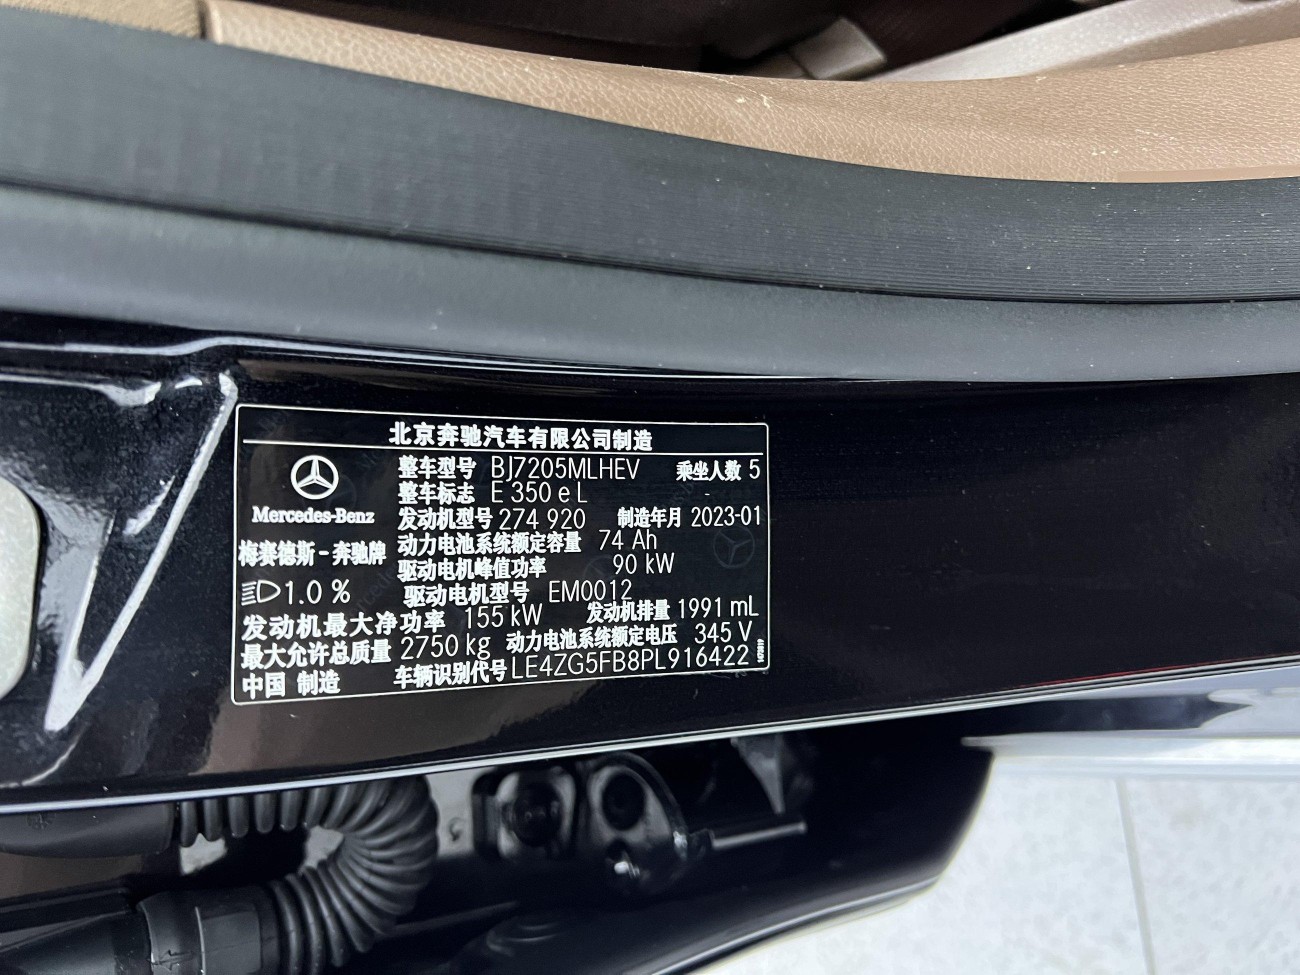 北京奔驰汽车有限公司制造
整车型号 BJ7205MLHEV 乘坐人数 5
整车标志 E 350 e L -
Mercedes-Benz 发动机型号 274 920 制造年月 2023-01
梅赛德斯-奔驰牌 动力电池系统额定容量 74 Ah
驱动电机峰值功率 90 kW
1.0 % 驱动电机型号 EM0012
发动机最大净功率 155 kW 发动机排量 1991 mL
最大允许总质量 2750 kg 动力电池系统额定电压 345 V
中国 制造 车辆识别代号 LE4ZG5FB8PL916422